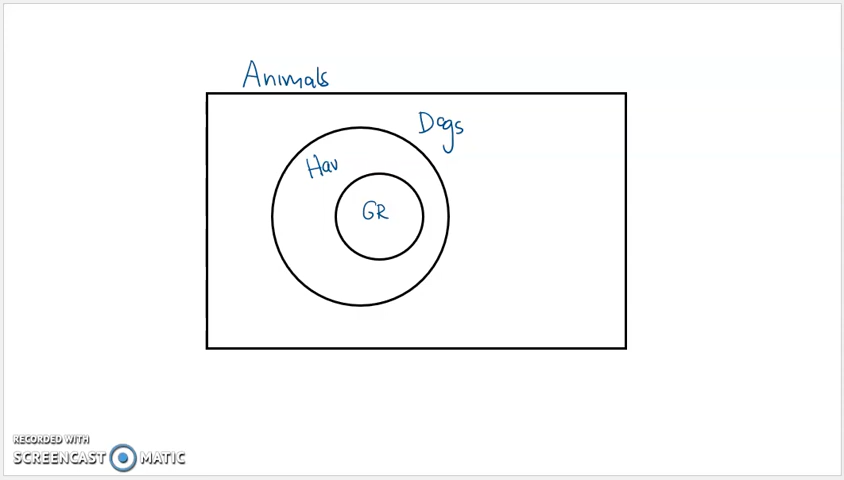 Animals
Dogs
Hav
GR
RECORDED WITH
SCREENCAST MATIC